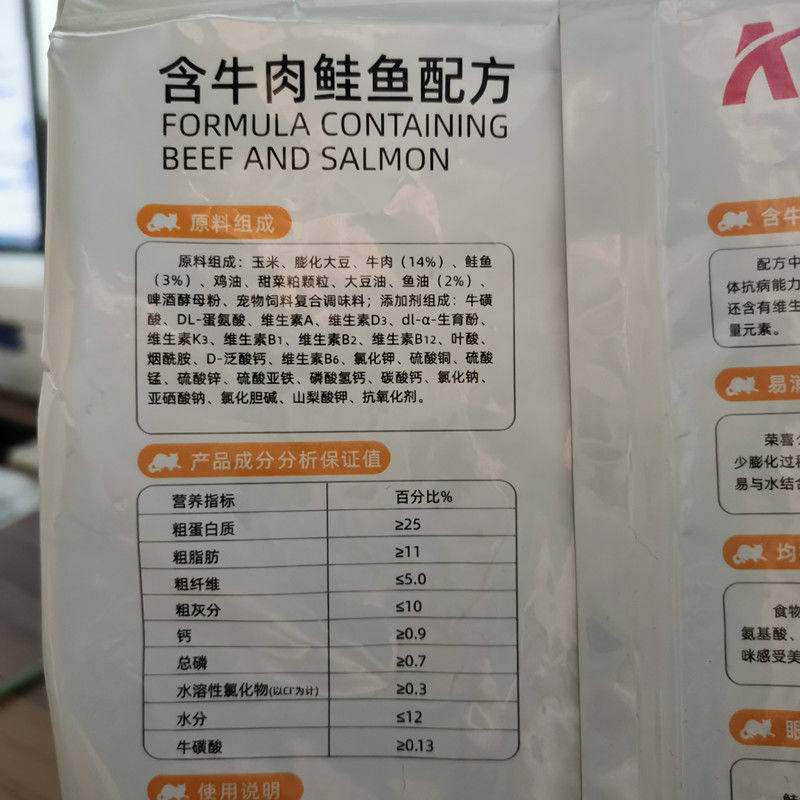 含牛肉鲑鱼配方
FORMULA CONTAINING
BEEF AND SALMON
原料组成
原料组成：玉米、膨化大豆、牛肉（14%）、鲑鱼
（3%）、鸡油、甜菜粕颗粒、大豆油、鱼油（2%）、
啤酒酵母粉、宠物饲料复合调味料；添加剂组成：牛磺
酸、DL-蛋氨酸、维生素A、维生素D3、dl-α-生育酚、
维生素K3、维生素B1、维生素B2、维生素B12、叶酸、
烟酰胺、D-泛酸钙、维生素B6、氯化钾、硫酸铜、硫酸
锰、硫酸锌、硫酸亚铁、磷酸氢钙、碳酸钙、氯化钠、
亚硒酸钠、氯化胆碱、山梨酸钾、抗氧化剂。
产品成分分析保证值
营养指标 百分比%
粗蛋白质 ≥25
粗脂肪 ≥11
粗纤维 ≤5.0
粗灰分 ≤10
钙 ≥0.9
总磷 ≥0.7
水溶性氯化物(以Cl⁻为计) ≥0.3
水分 ≤12
牛磺酸 ≥0.13
使用说明
K
含牛
配方中
体抗病能力
还含有维生
量元素。
易消
荣喜
少膨化过程
易与水结合
均
食物
氨基酸、
咪感受美
眼